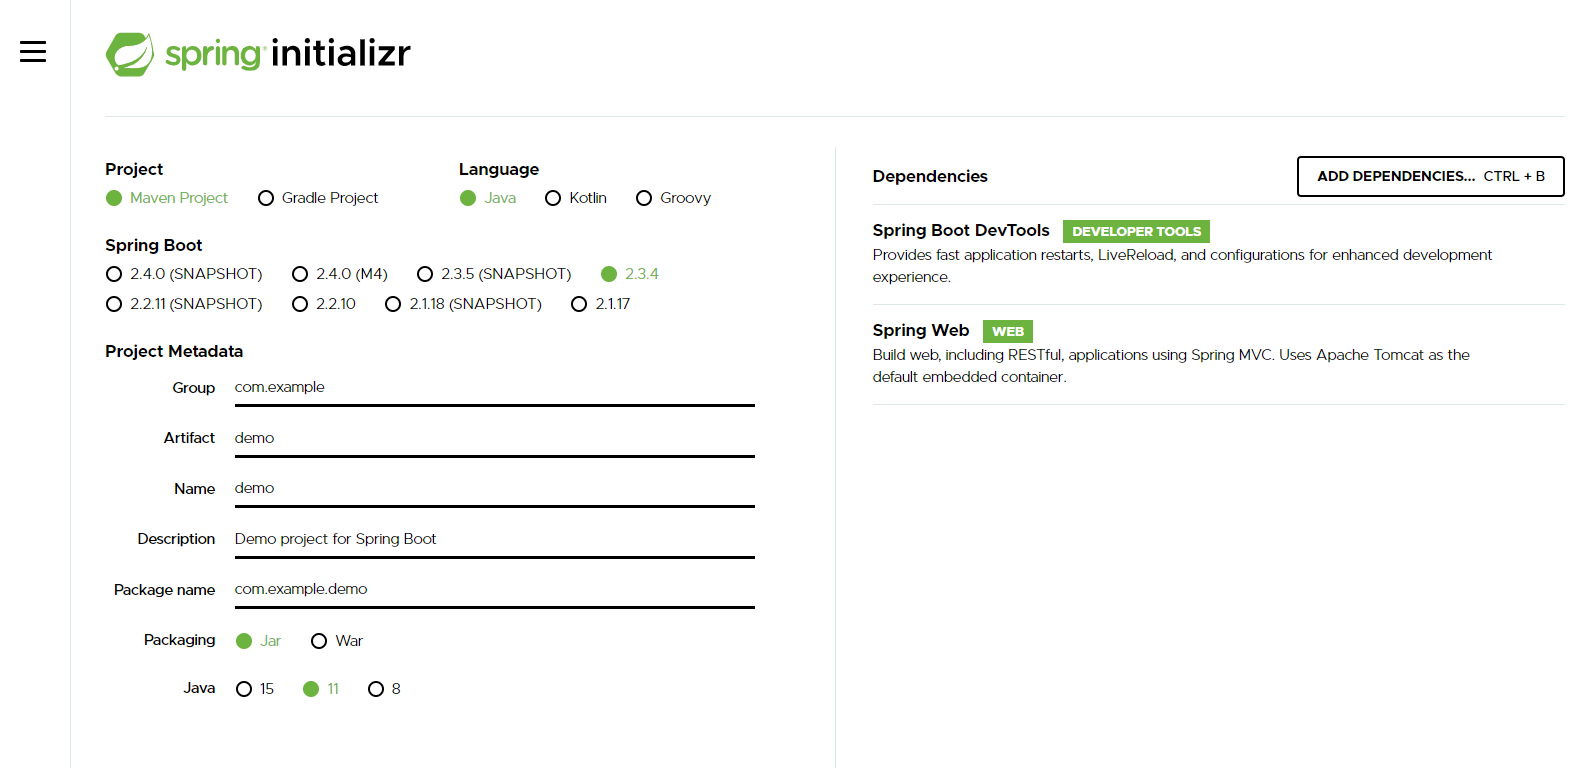 spring initializr
Project
Maven Project Gradle Project
Language
Java Kotlin Groovy
Spring Boot
2.4.0 (SNAPSHOT) 2.4.0 (M4) 2.3.5 (SNAPSHOT) 2.3.4
2.2.11 (SNAPSHOT) 2.2.10 2.1.18 (SNAPSHOT) 2.1.17
Project Metadata
Group com.example
Artifact demo
Name demo
Description Demo project for Spring Boot
Package name com.example.demo
Packaging Jar War
Java 15 11 8
Dependencies ADD DEPENDENCIES... CTRL + B
Spring Boot DevTools DEVELOPER TOOLS
Provides fast application restarts, LiveReload, and configurations for enhanced development
experience.
Spring Web WEB
Build web, including RESTful, applications using Spring MVC. Uses Apache Tomcat as the
default embedded container.